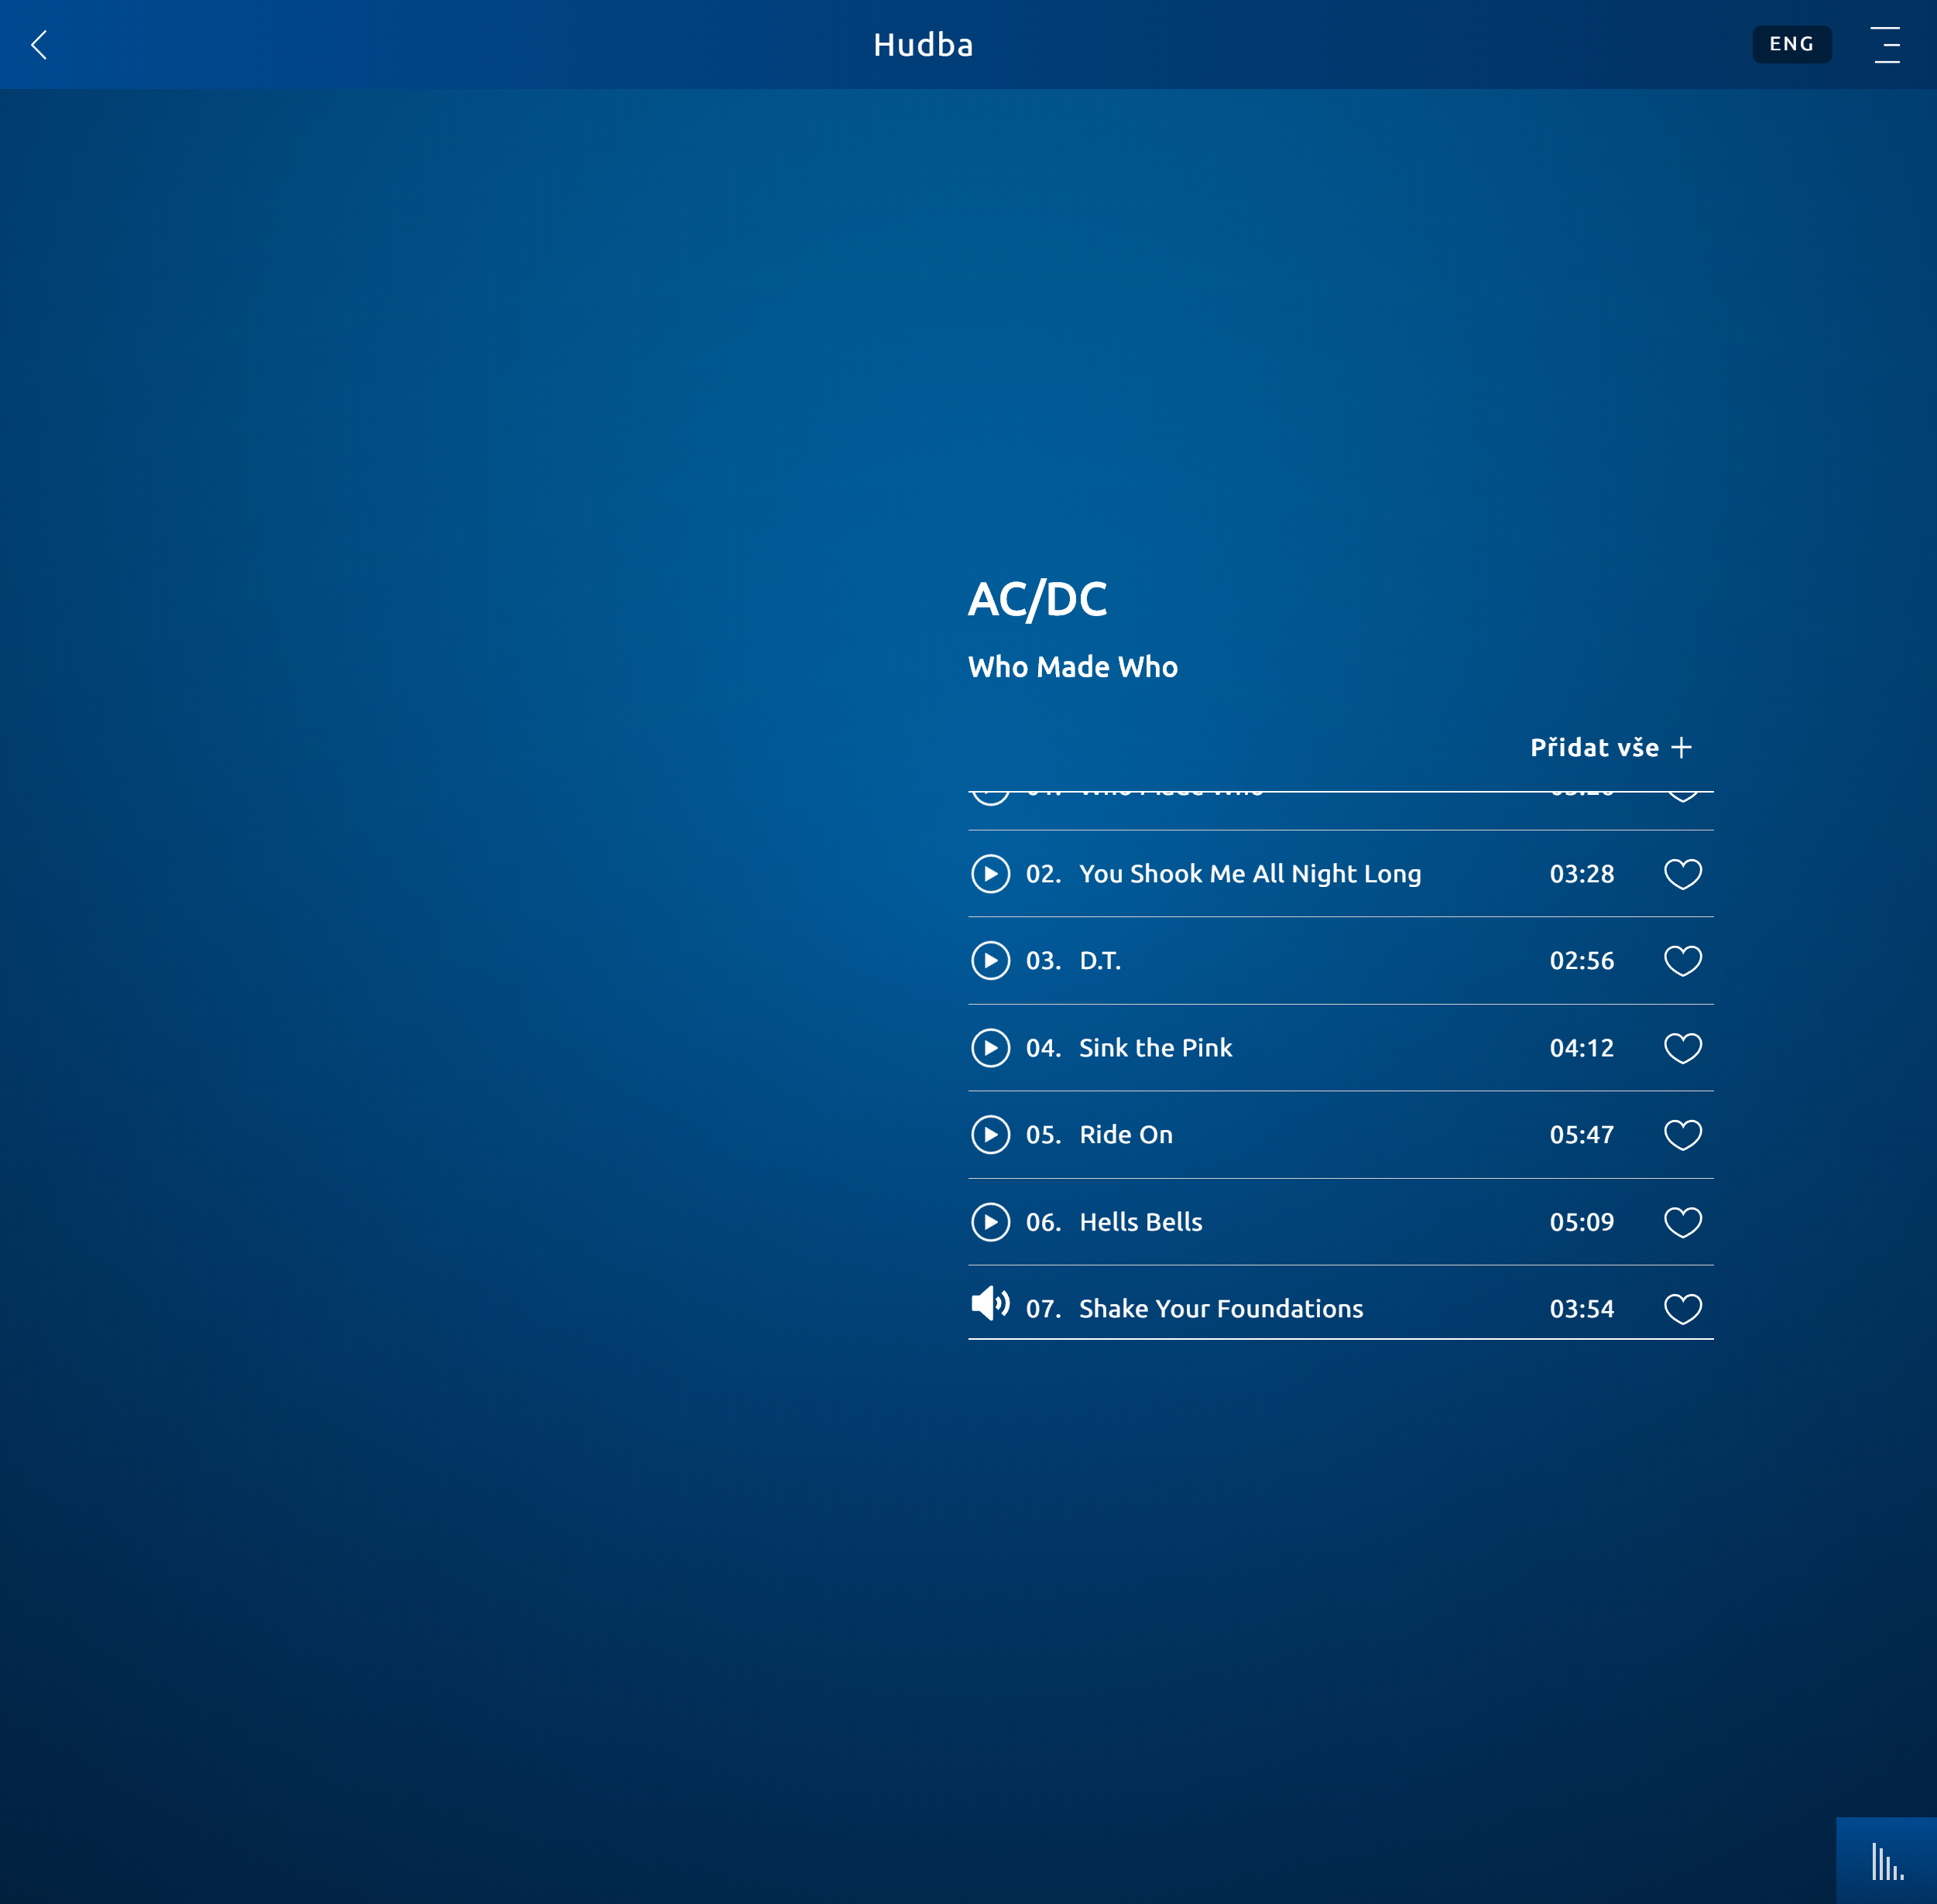 Hudba
ENG
AC/DC
Who Made Who
Přidat vše
02. You Shook Me All Night Long 03:28
03. D.T. 02:56
04. Sink the Pink 04:12
05. Ride On 05:47
06. Hells Bells 05:09
07. Shake Your Foundations 03:54